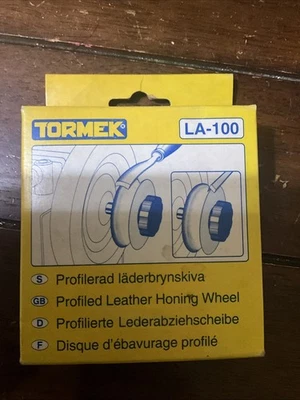 TORMEK
LA-100
S Profilerad läderbrynskiva
GB Profiled Leather Honing Wheel
D Profilierte Lederabziehscheibe
F Disque d'ébavurage profilé